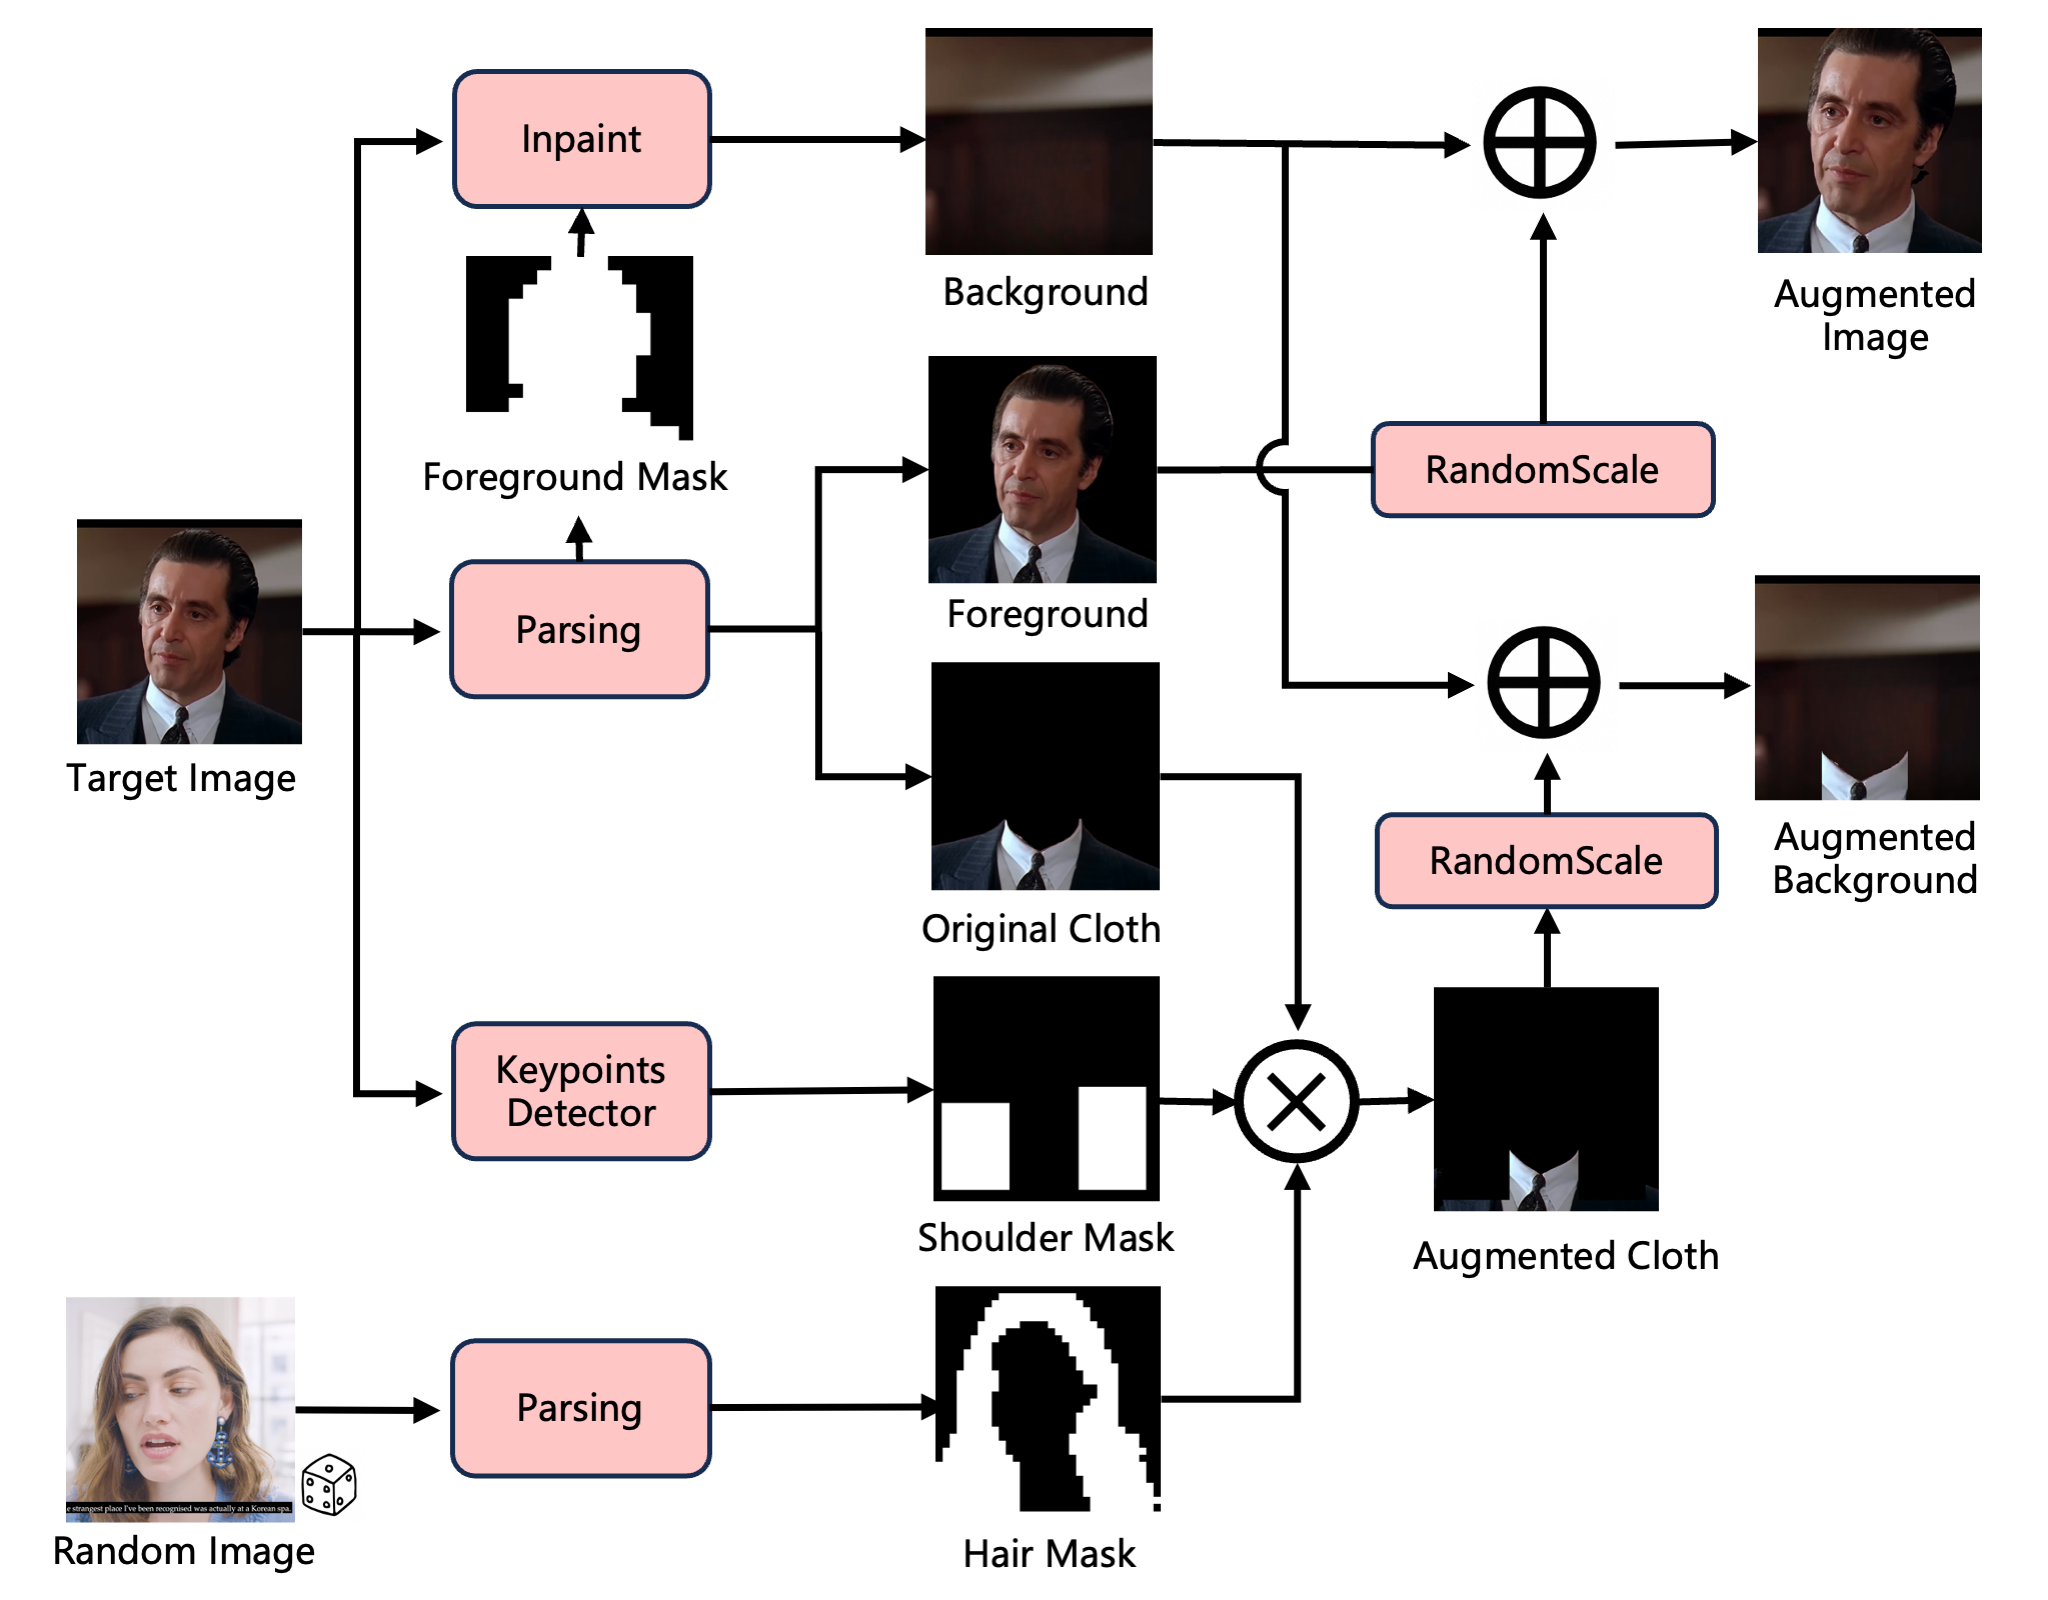 Inpaint
Background
Augmented
Image
Foreground Mask
RandomScale
Foreground
Parsing
Target Image
Original Cloth
RandomScale
Augmented
Background
Keypoints
Detector
Shoulder Mask
Augmented Cloth
Parsing
e strangest place I've been recognised was actually at a Korean spa.
Random Image
Hair Mask